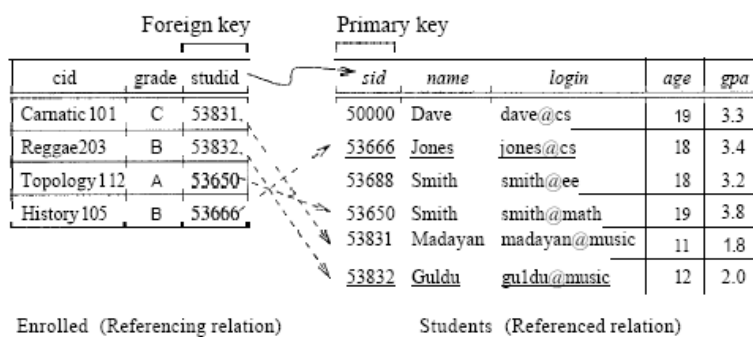 Foreign key Primary key
cid grade studid sid name login age gpa
Carnatic 101 C 53831 50000 Dave dave@cs 19 3.3
Reggae203 B 53832 53666 Jones jones@cs 18 3.4
Topology 112 A 53650 53688 Smith smith@ee 18 3.2
History 105 B 53666 53650 Smith smith@math 19 3.8
53831 Madayan madayan@music 11 1.8
53832 Guldu gu1du@music 12 2.0
Enrolled (Referencing relation) Students (Referenced relation)